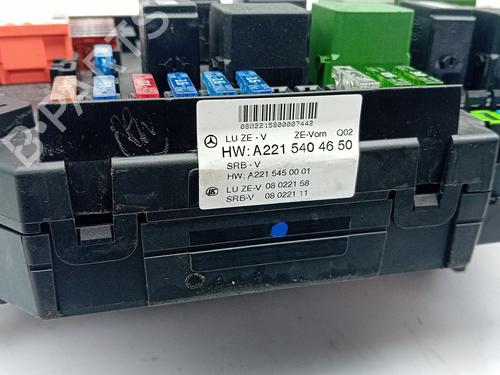 0802215800007442
LU ZE - V ZE-Vorn Q02
HW: A221 540 46 50
SRB - V
HW: A221 545 00 01
LU ZE-V 08 0221 58
SRB-V 08 0221 11
B-PARTS